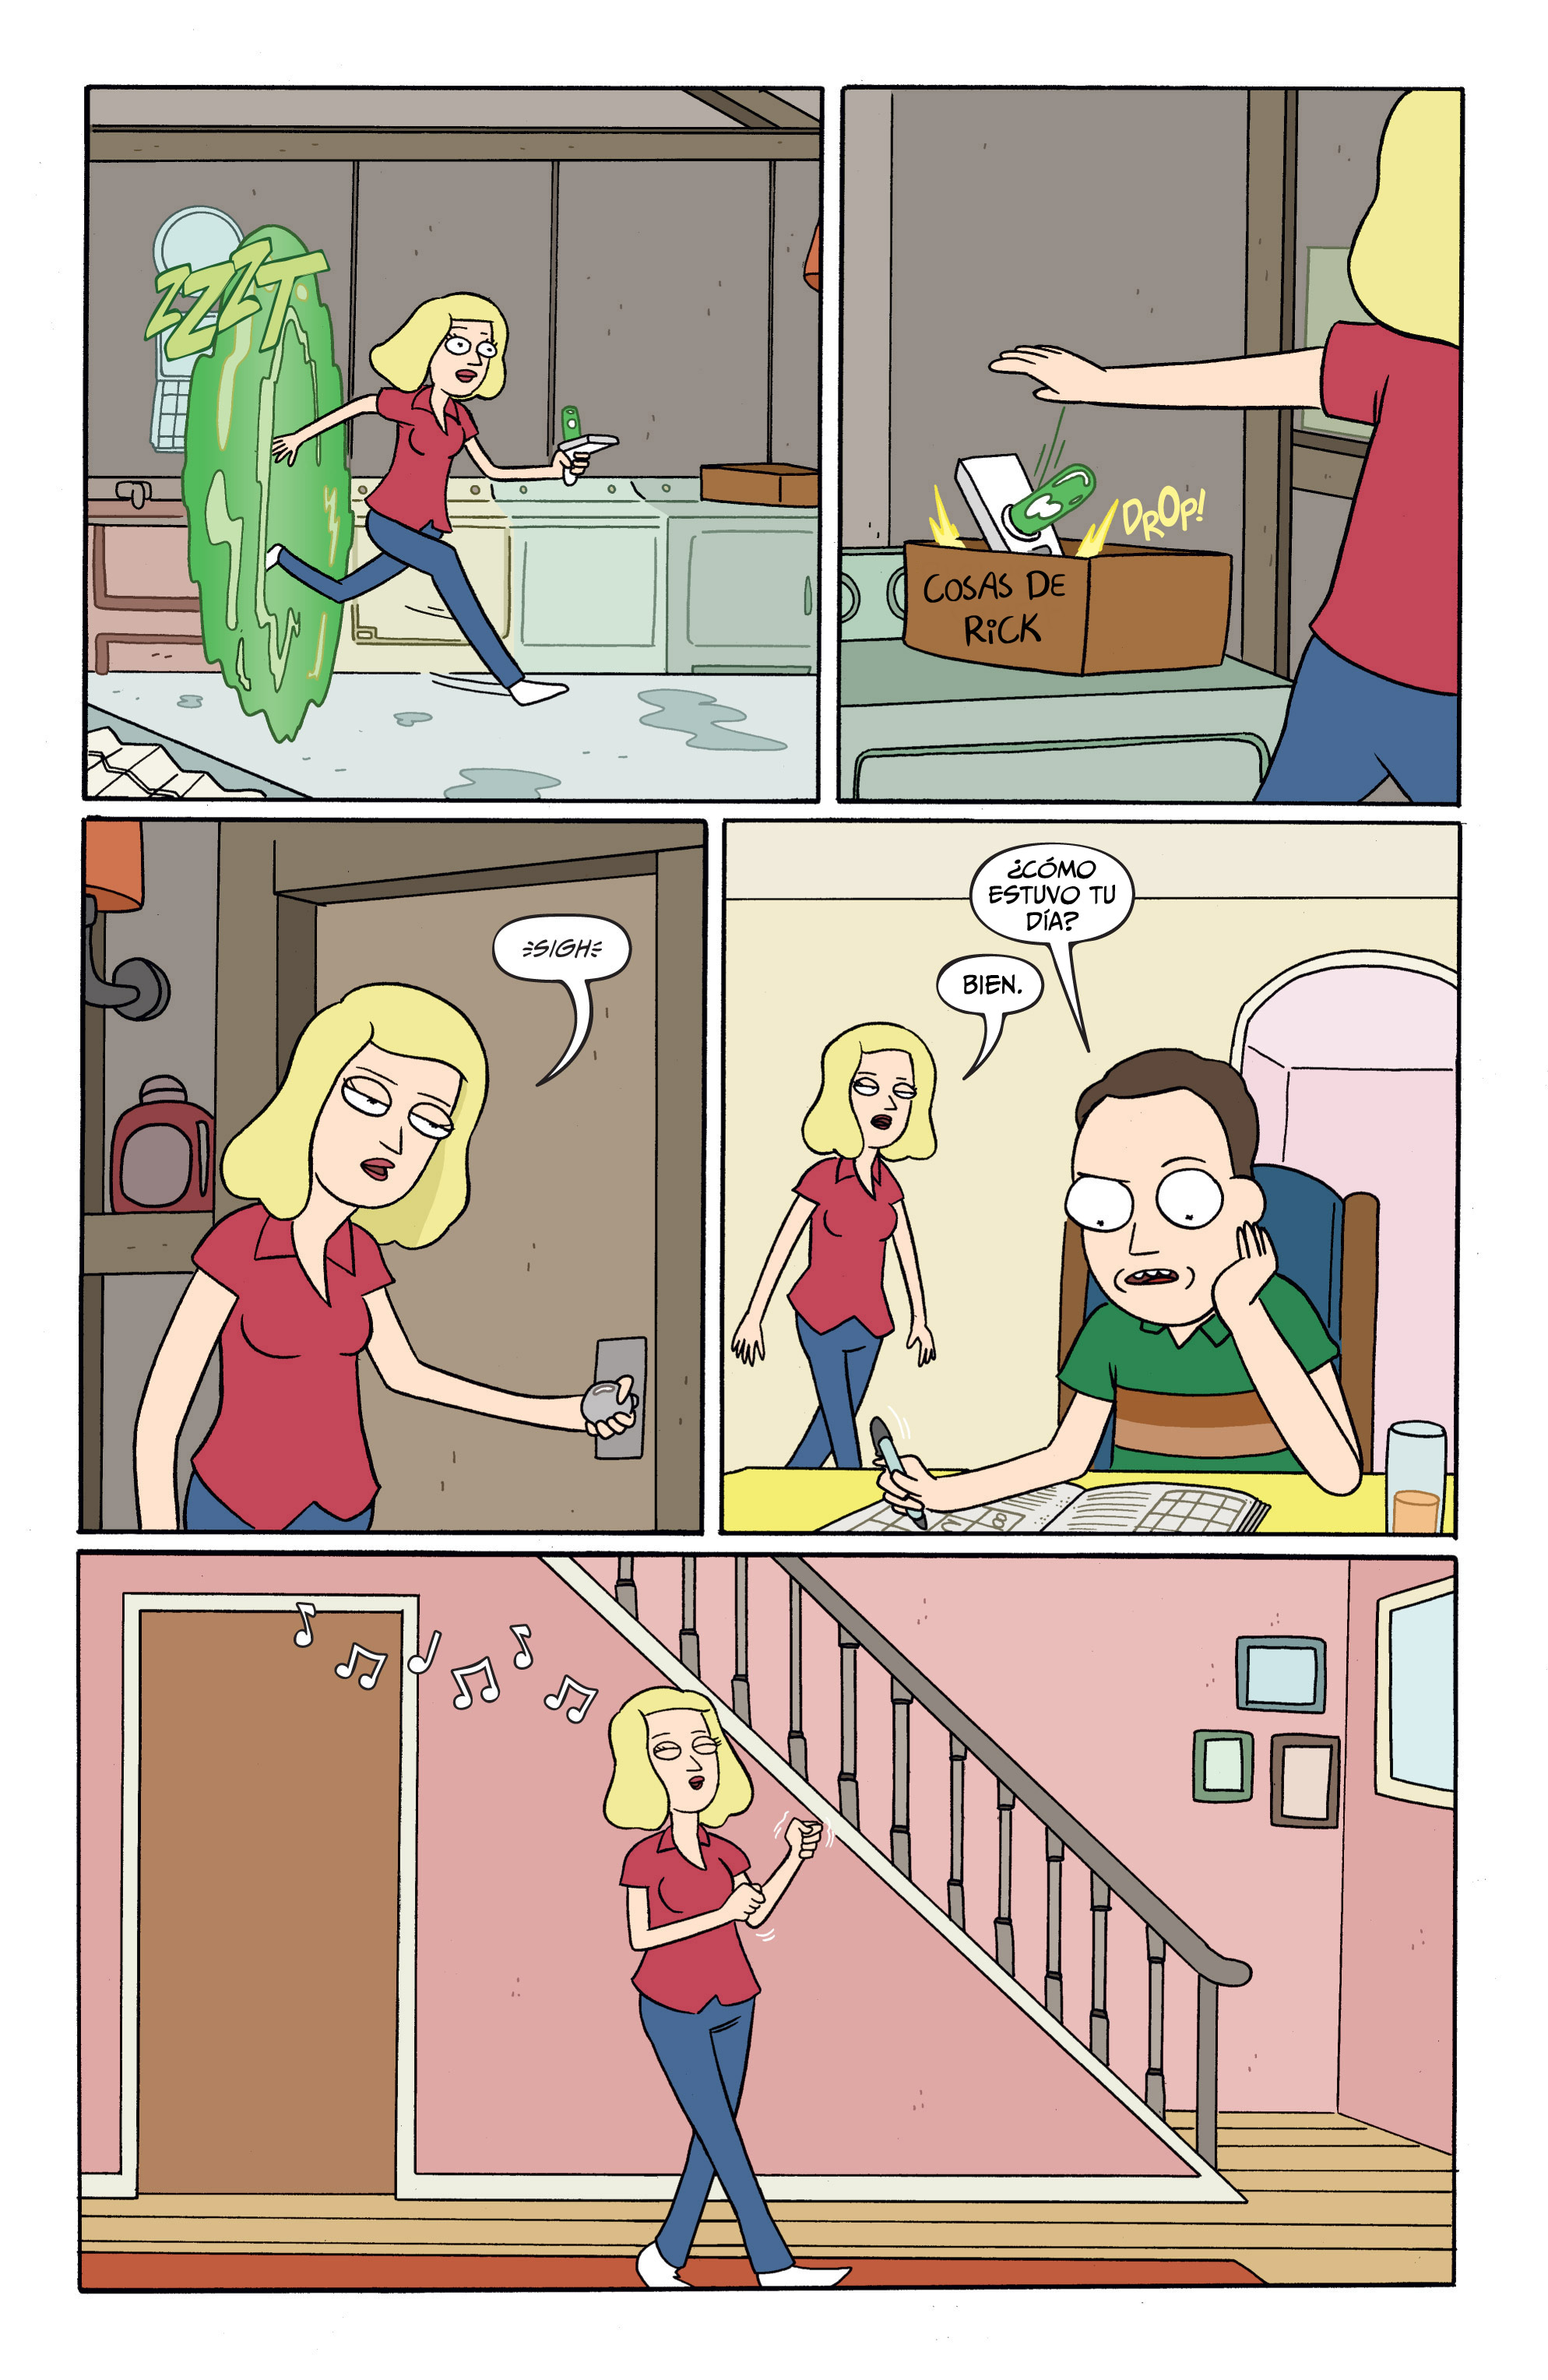 ZZZT
DROP!
COSAS DE
RiCK
SIGH
¿CÓMO
ESTUVO TU
DÍA?
BIEN.